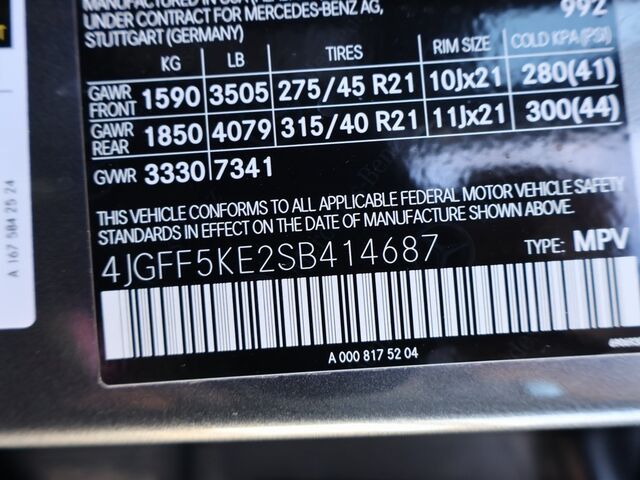 UNDER CONTRACT FOR MERCEDES-BENZ AG,
STUTTGART (GERMANY)
992
KG LB TIRES RIM SIZE COLD KPA (PSI)
GAWR FRONT 1590 3505 275/45 R21 10Jx21 280(41)
GAWR REAR 1850 4079 315/40 R21 11Jx21 300(44)
GVWR 3330 7341
THIS VEHICLE CONFORMS TO ALL APPLICABLE FEDERAL MOTOR VEHICLE SAFETY
STANDARDS IN EFFECT ON THE DATE OF MANUFACTURE SHOWN ABOVE.
4JGFF5KE2SB414687 TYPE: MPV
A 000 817 52 04
A 167 584 25 24